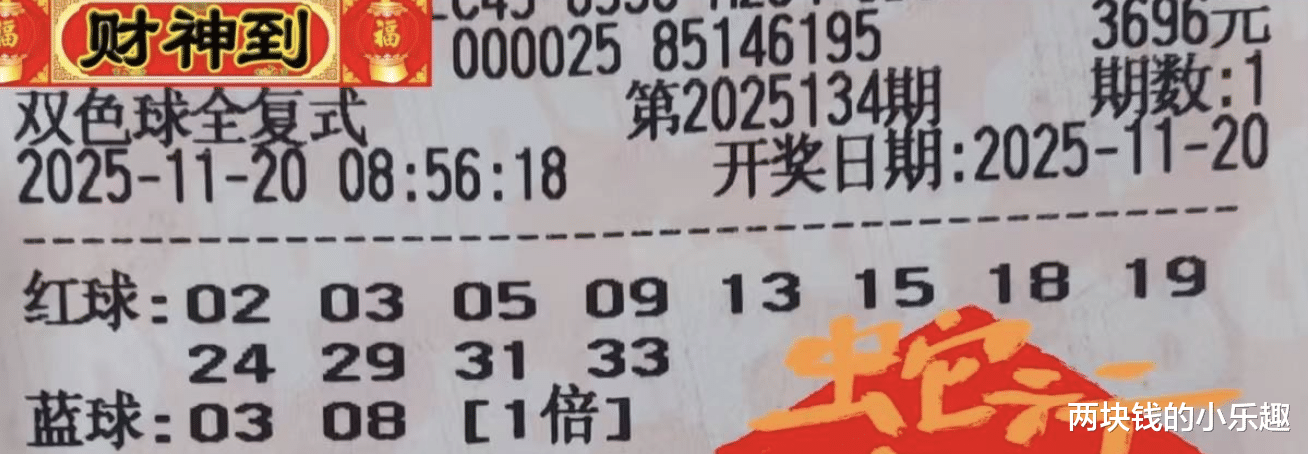 财神到
福
福
000025 85146195
3696元
双色球全复式
第2025134期
期数:1
2025-11-20 08:56:18
开奖日期:2025-11-20
红球:02 03 05 09 13 15 18 19
24 29 31 33
蓝球:03 08 [1倍]
两块钱的小乐趣